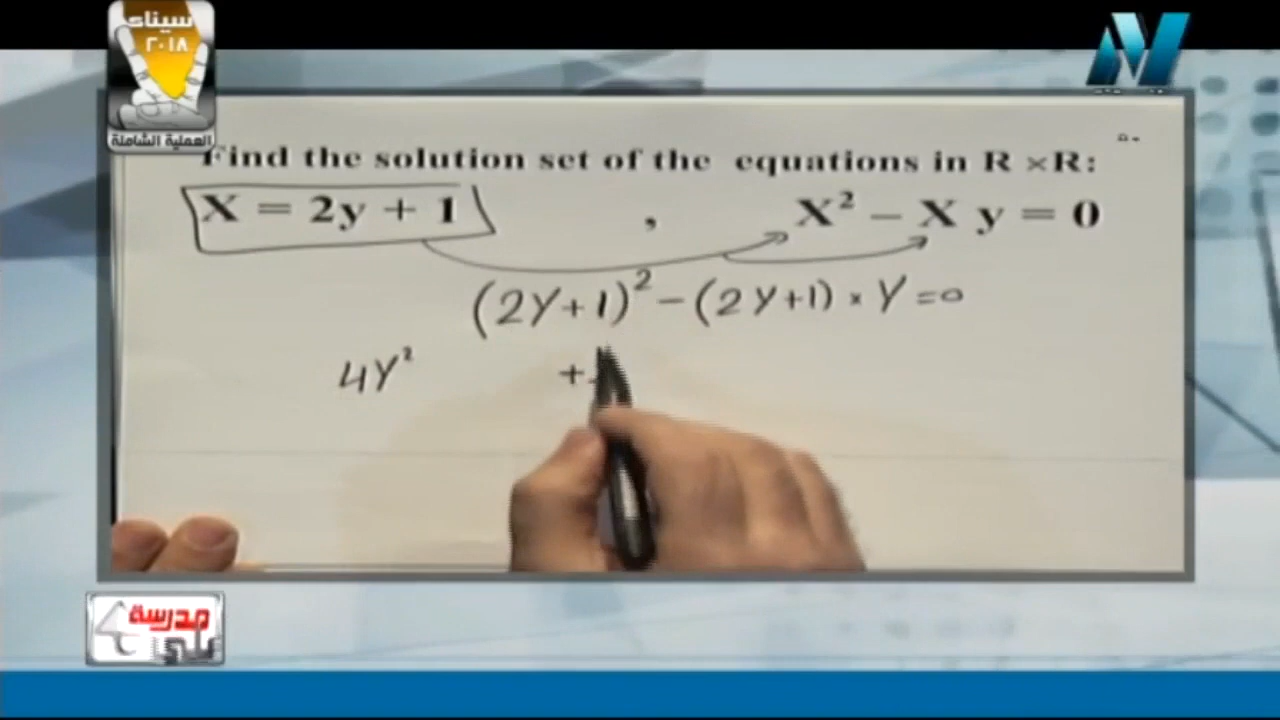 سيناء
٢٠١٨
العملية الشاملة
Find the solution set of the equations in R ×R:
X = 2y + 1 , X² – X y = 0
(2Y+1)² - (2Y+1) × Y = 0
4Y² +
مدرسة